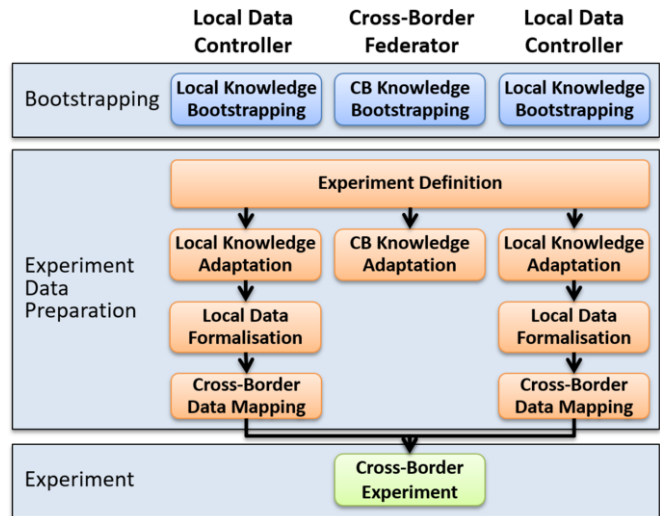 Local Data
Controller
Cross-Border
Federator
Local Data
Controller
Bootstrapping
Local Knowledge
Bootstrapping
CB Knowledge
Bootstrapping
Local Knowledge
Bootstrapping
Experiment Definition
Experiment
Data
Preparation
Local Knowledge
Adaptation
CB Knowledge
Adaptation
Local Knowledge
Adaptation
Local Data
Formalisation
Local Data
Formalisation
Cross-Border
Data Mapping
Cross-Border
Data Mapping
Experiment
Cross-Border
Experiment